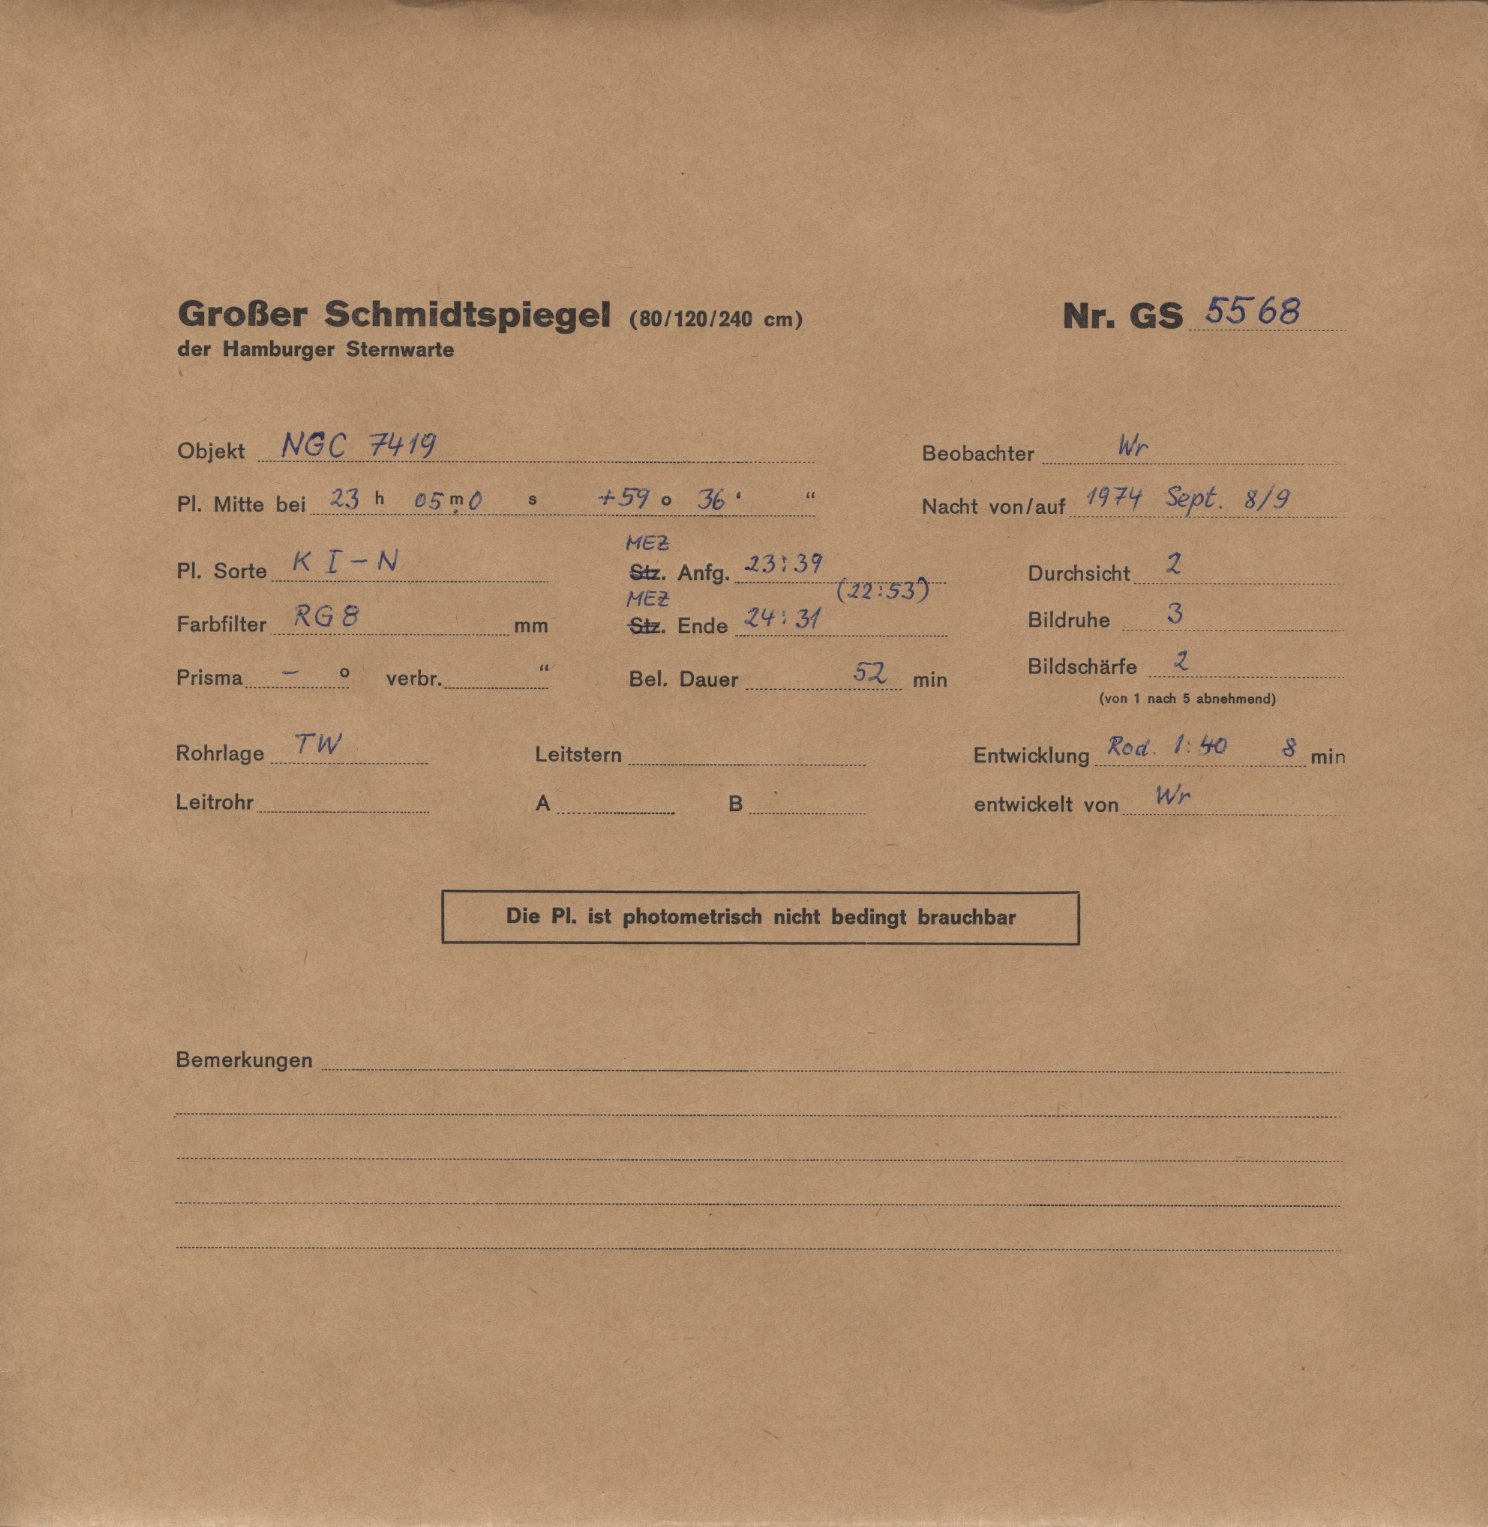 Großer Schmidtspiegel (80/120/240 cm) Nr. GS 5568
der Hamburger Sternwarte
Objekt NGC 7419 Beobachter Wr
Pl. Mitte bei 23 h 05 m,0 s +59 o 36 ' “ Nacht von/auf 1974 Sept. 8/9
MEZ
Pl. Sorte K I-N Stz. Anfg. 23:39 Durchsicht 2
MEZ (22:53)
Farbfilter RG8 mm Stz. Ende 24:31 Bildruhe 3
Prisma – o verbr. “ Bel. Dauer 52 min Bildschärfe 2
(von 1 nach 5 abnehmend)
Rohrlage TW Leitstern Entwicklung Rod. 1:40 8 min
Leitrohr A B entwickelt von Wr
Die Pl. ist photometrisch nicht bedingt brauchbar
Bemerkungen